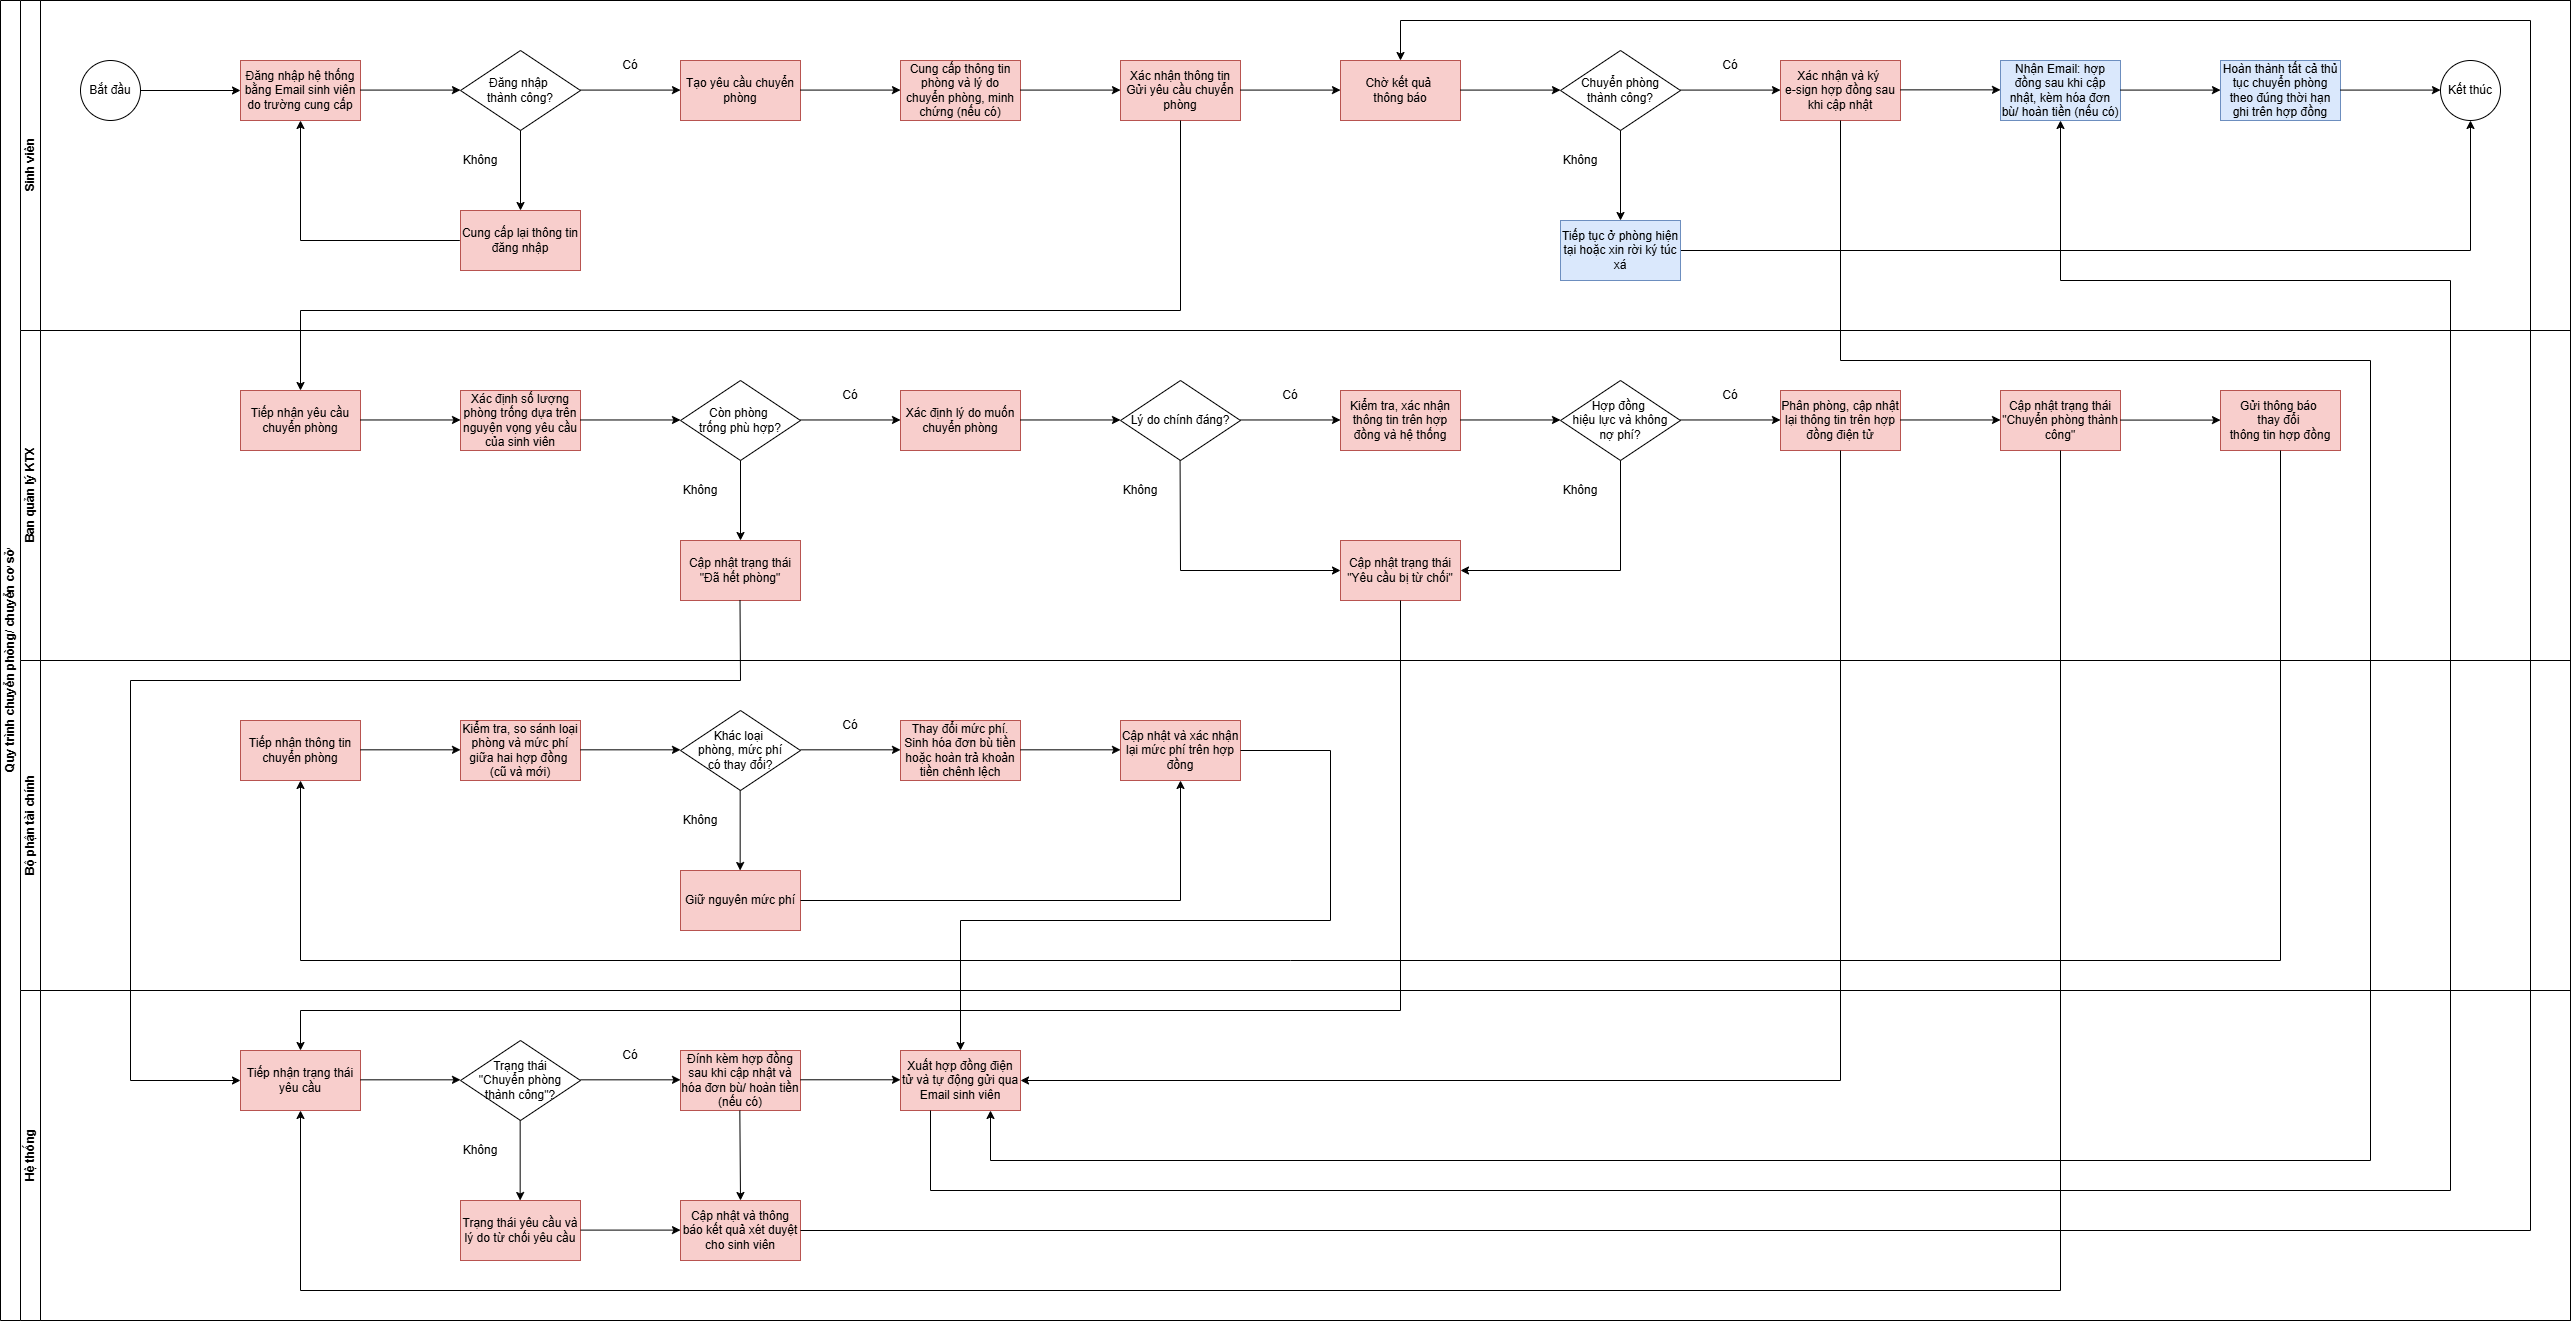 Quy trình chuyển phòng/ chuyển cơ sở
Sinh viên
Bắt đầu
Đăng nhập hệ thống
bằng Email sinh viên
do trường cung cấp
Đăng nhập
thành công?
Có
Không
Cung cấp lại thông tin
đăng nhập
Tạo yêu cầu chuyển
phòng
Cung cấp thông tin
phòng và lý do
chuyển phòng, minh
chứng (nếu có)
Xác nhận thông tin
Gửi yêu cầu chuyển
phòng
Chờ kết quả
thông báo
Chuyển phòng
thành công?
Có
Không
Tiếp tục ở phòng hiện
tại hoặc xin rời ký túc
xá
Xác nhận và ký
e-sign hợp đồng sau
khi cập nhật
Nhận Email: hợp
đồng sau khi cập
nhật, kèm hóa đơn
bù/ hoàn tiền (nếu có)
Hoàn thành tất cả thủ
tục chuyển phòng
theo đúng thời hạn
ghi trên hợp đồng
Kết thúc
Ban quản lý KTX
Tiếp nhận yêu cầu
chuyển phòng
Xác định số lượng
phòng trống dựa trên
nguyện vọng yêu cầu
của sinh viên
Còn phòng
trống phù hợp?
Có
Không
Cập nhật trạng thái
"Đã hết phòng"
Xác định lý do muốn
chuyển phòng
Lý do chính đáng?
Có
Không
Kiểm tra, xác nhận
thông tin trên hợp
đồng và hệ thống
Cập nhật trạng thái
"Yêu cầu bị từ chối"
Hợp đồng
hiệu lực và không
nợ phí?
Có
Không
Phân phòng, cập nhật
lại thông tin trên hợp
đồng điện tử
Cập nhật trạng thái
"Chuyển phòng thành
công"
Gửi thông báo
thay đổi
thông tin hợp đồng
Bộ phận tài chính
Tiếp nhận thông tin
chuyển phòng
Kiểm tra, so sánh loại
phòng và mức phí
giữa hai hợp đồng
(cũ và mới)
Khác loại
phòng, mức phí
có thay đổi?
Có
Không
Giữ nguyên mức phí
Thay đổi mức phí.
Sinh hóa đơn bù tiền
hoặc hoàn trả khoản
tiền chênh lệch
Cập nhật và xác nhận
lại mức phí trên hợp
đồng
Hệ thống
Tiếp nhận trạng thái
yêu cầu
Trạng thái
"Chuyển phòng
thành công"?
Có
Không
Trạng thái yêu cầu và
lý do từ chối yêu cầu
Đính kèm hợp đồng
sau khi cập nhật và
hóa đơn bù/ hoàn tiền
(nếu có)
Cập nhật và thông
báo kết quả xét duyệt
cho sinh viên
Xuất hợp đồng điện
tử và tự động gửi qua
Email sinh viên